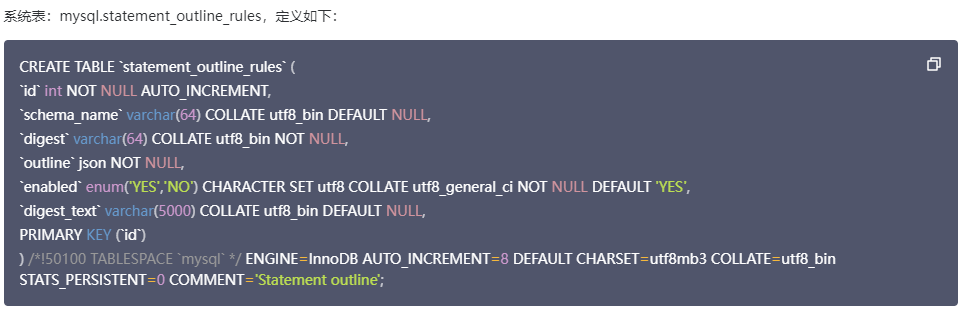 系统表：mysql.statement_outline_rules，定义如下：
CREATE TABLE `statement_outline_rules` (
`id` int NOT NULL AUTO_INCREMENT,
`schema_name` varchar(64) COLLATE utf8_bin DEFAULT NULL,
`digest` varchar(64) COLLATE utf8_bin NOT NULL,
`outline` json NOT NULL,
`enabled` enum('YES','NO') CHARACTER SET utf8 COLLATE utf8_general_ci NOT NULL DEFAULT 'YES',
`digest_text` varchar(5000) COLLATE utf8_bin DEFAULT NULL,
PRIMARY KEY (`id`)
) /*!50100 TABLESPACE `mysql` */ ENGINE=InnoDB AUTO_INCREMENT=8 DEFAULT CHARSET=utf8mb3 COLLATE=utf8_bin
STATS_PERSISTENT=0 COMMENT='Statement outline';